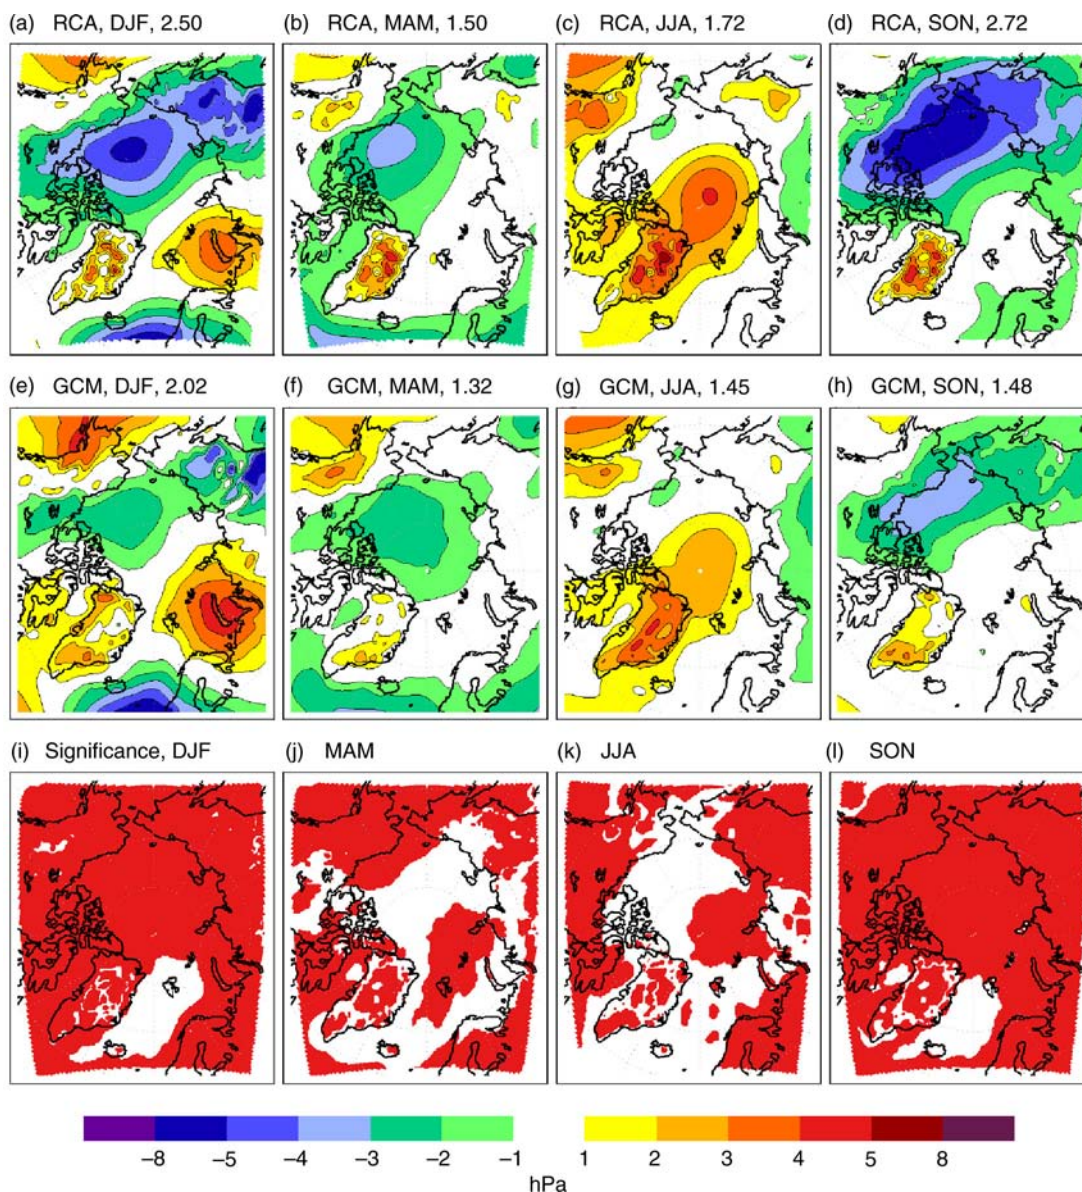 (a) RCA, DJF, 2.50 (b) RCA, MAM, 1.50 (c) RCA, JJA, 1.72 (d) RCA, SON, 2.72
(e) GCM, DJF, 2.02 (f) GCM, MAM, 1.32 (g) GCM, JJA, 1.45 (h) GCM, SON, 1.48
(i) Significance, DJF (j) MAM (k) JJA (l) SON
−8 −5 −4 −3 −2 −1 1 2 3 4 5 8
hPa